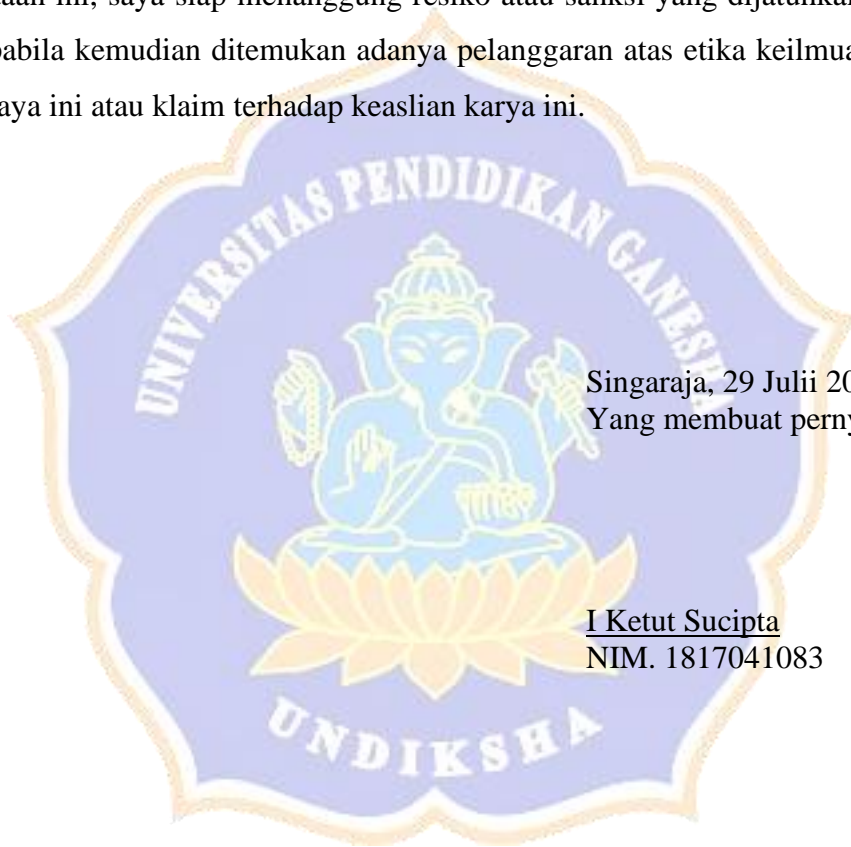 aan ini, saya siap menanggung resiko atau sanksi yang dijatuhkan
abila kemudian ditemukan adanya pelanggaran atas etika keilmua
aya ini atau klaim terhadap keaslian karya ini.
UNIVERSITAS PENDIDIKAN GANESHA
Singaraja, 29 Julii 20
Yang membuat perny
I Ketut Sucipta
NIM. 1817041083
UNDIKSHA